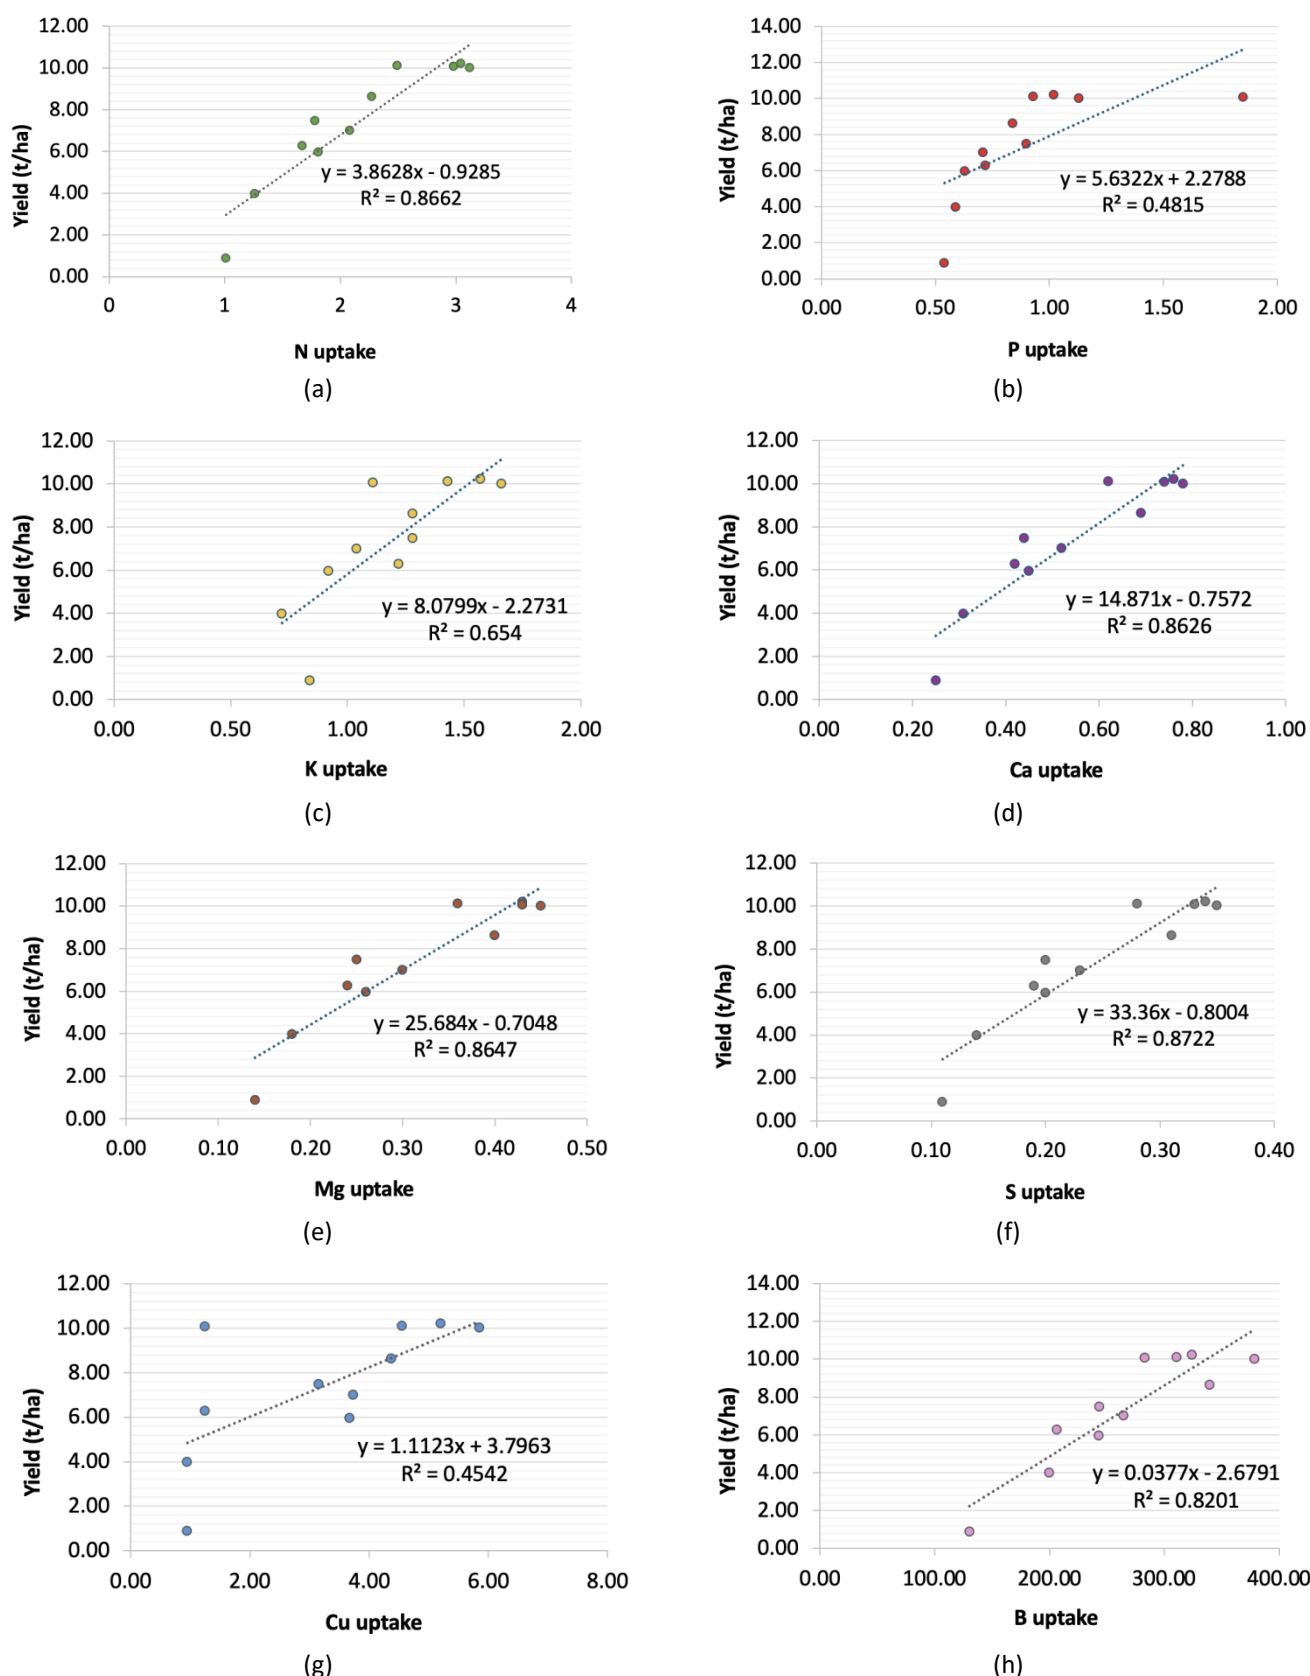 12.00
10.00
8.00
6.00
4.00
2.00
0.00
Yield (t/ha)
y = 3.8628x - 0.9285
R² = 0.8662
0 1 2 3 4
N uptake
(a)
14.00
12.00
10.00
8.00
6.00
4.00
2.00
0.00
Yield (t/ha)
y = 5.6322x + 2.2788
R² = 0.4815
0.00 0.50 1.00 1.50 2.00
P uptake
(b)
12.00
10.00
8.00
6.00
4.00
2.00
0.00
Yield (t/ha)
y = 8.0799x - 2.2731
R² = 0.654
0.00 0.50 1.00 1.50 2.00
K uptake
(c)
12.00
10.00
8.00
6.00
4.00
2.00
0.00
Yield (t/ha)
y = 14.871x - 0.7572
R² = 0.8626
0.00 0.20 0.40 0.60 0.80 1.00
Ca uptake
(d)
12.00
10.00
8.00
6.00
4.00
2.00
0.00
Yield (t/ha)
y = 25.684x - 0.7048
R² = 0.8647
0.00 0.10 0.20 0.30 0.40 0.50
Mg uptake
(e)
12.00
10.00
8.00
6.00
4.00
2.00
0.00
Yield (t/ha)
y = 33.36x - 0.8004
R² = 0.8722
0.00 0.10 0.20 0.30 0.40
S uptake
(f)
12.00
10.00
8.00
6.00
4.00
2.00
0.00
Yield (t/ha)
y = 1.1123x + 3.7963
R² = 0.4542
0.00 2.00 4.00 6.00 8.00
Cu uptake
(g)
14.00
12.00
10.00
8.00
6.00
4.00
2.00
0.00
Yield (t/ha)
y = 0.0377x - 2.6791
R² = 0.8201
0.00 100.00 200.00 300.00 400.00
B uptake
(h)